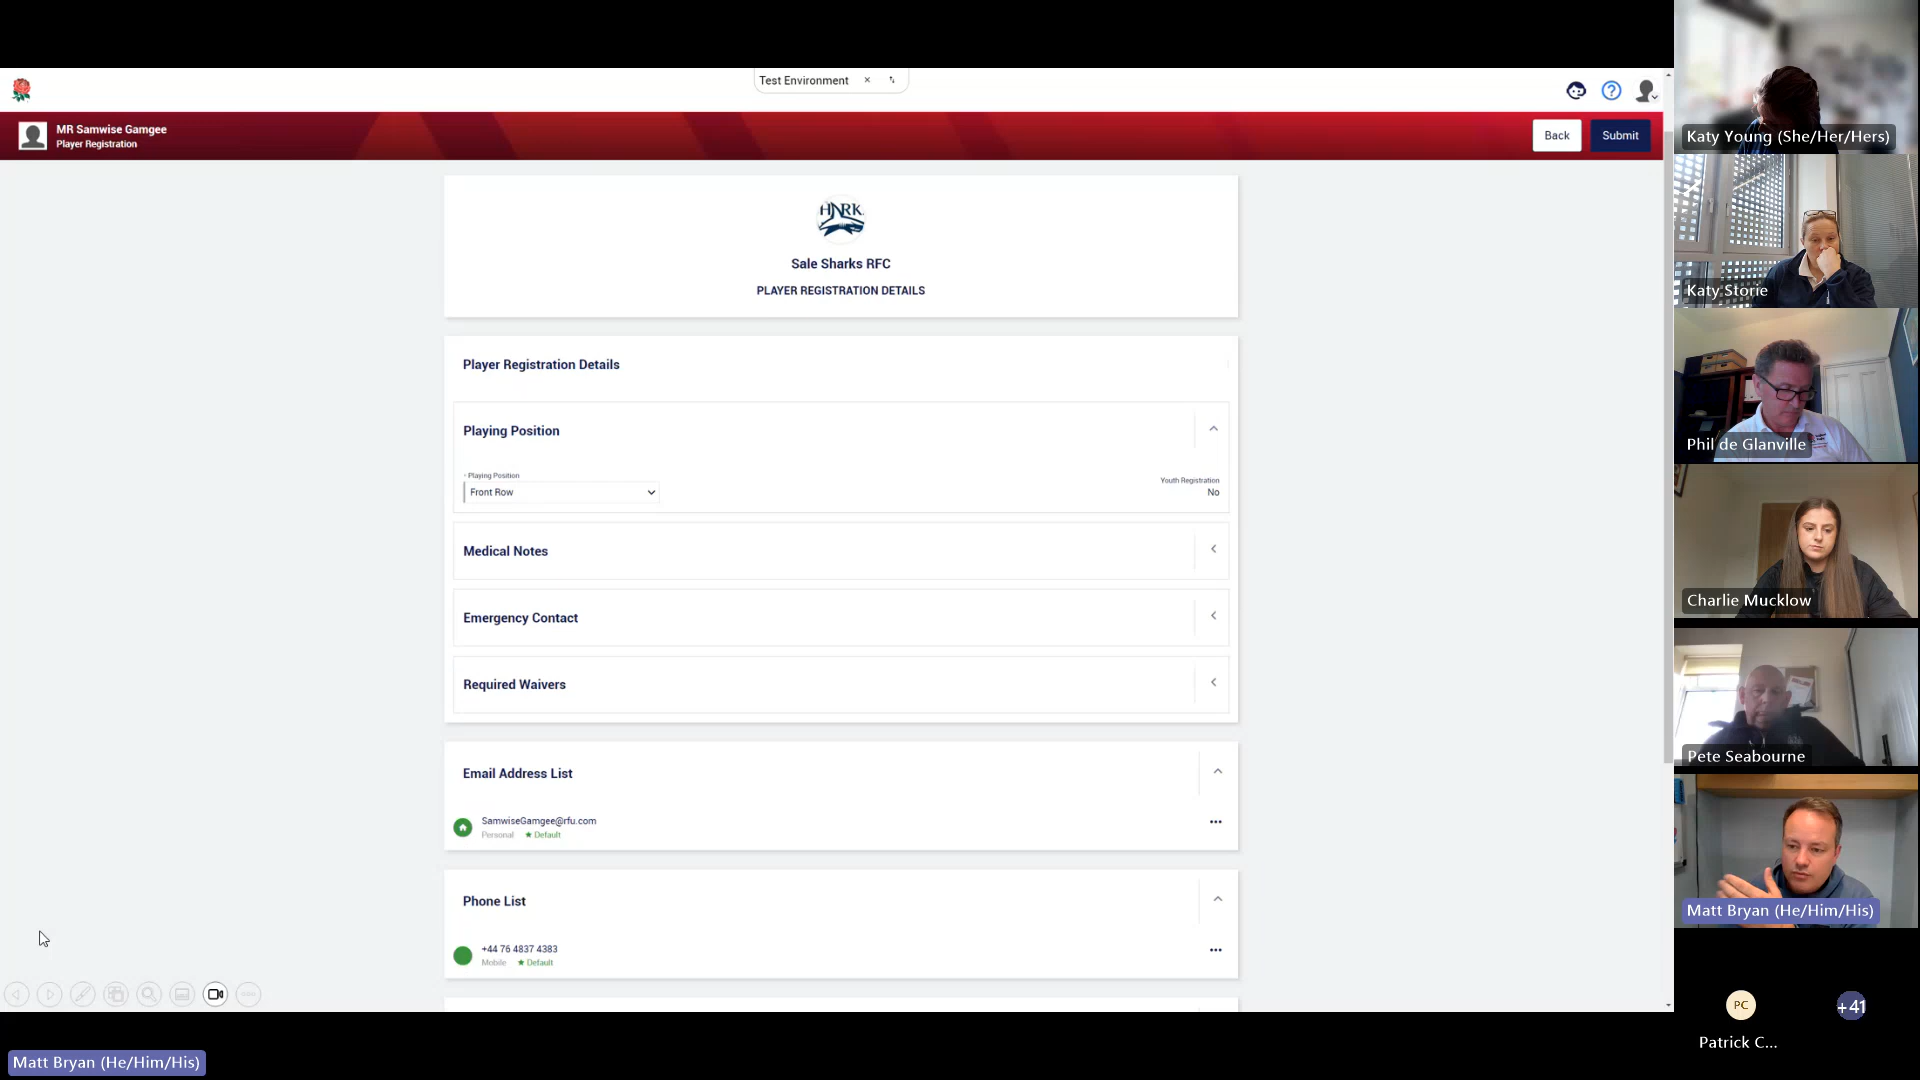 Test Environment
MR Samwise Gamgee
Player Registration
Back
Submit
Sale Sharks RFC
PLAYER REGISTRATION DETAILS
Player Registration Details
Playing Position
Playing Position
Front Row
Youth Registration
No
Medical Notes
Emergency Contact
Required Waivers
Email Address List
SamwiseGamgee@rfu.com
Personal ★ Default
Phone List
+44 76 4837 4383
Mobile ★ Default
Katy Young (She/Her/Hers)
Katy Storie
Phil de Glanville
Charlie Mucklow
Pete Seabourne
Matt Bryan (He/Him/His)
PC
+41
Patrick C...
Matt Bryan (He/Him/His)